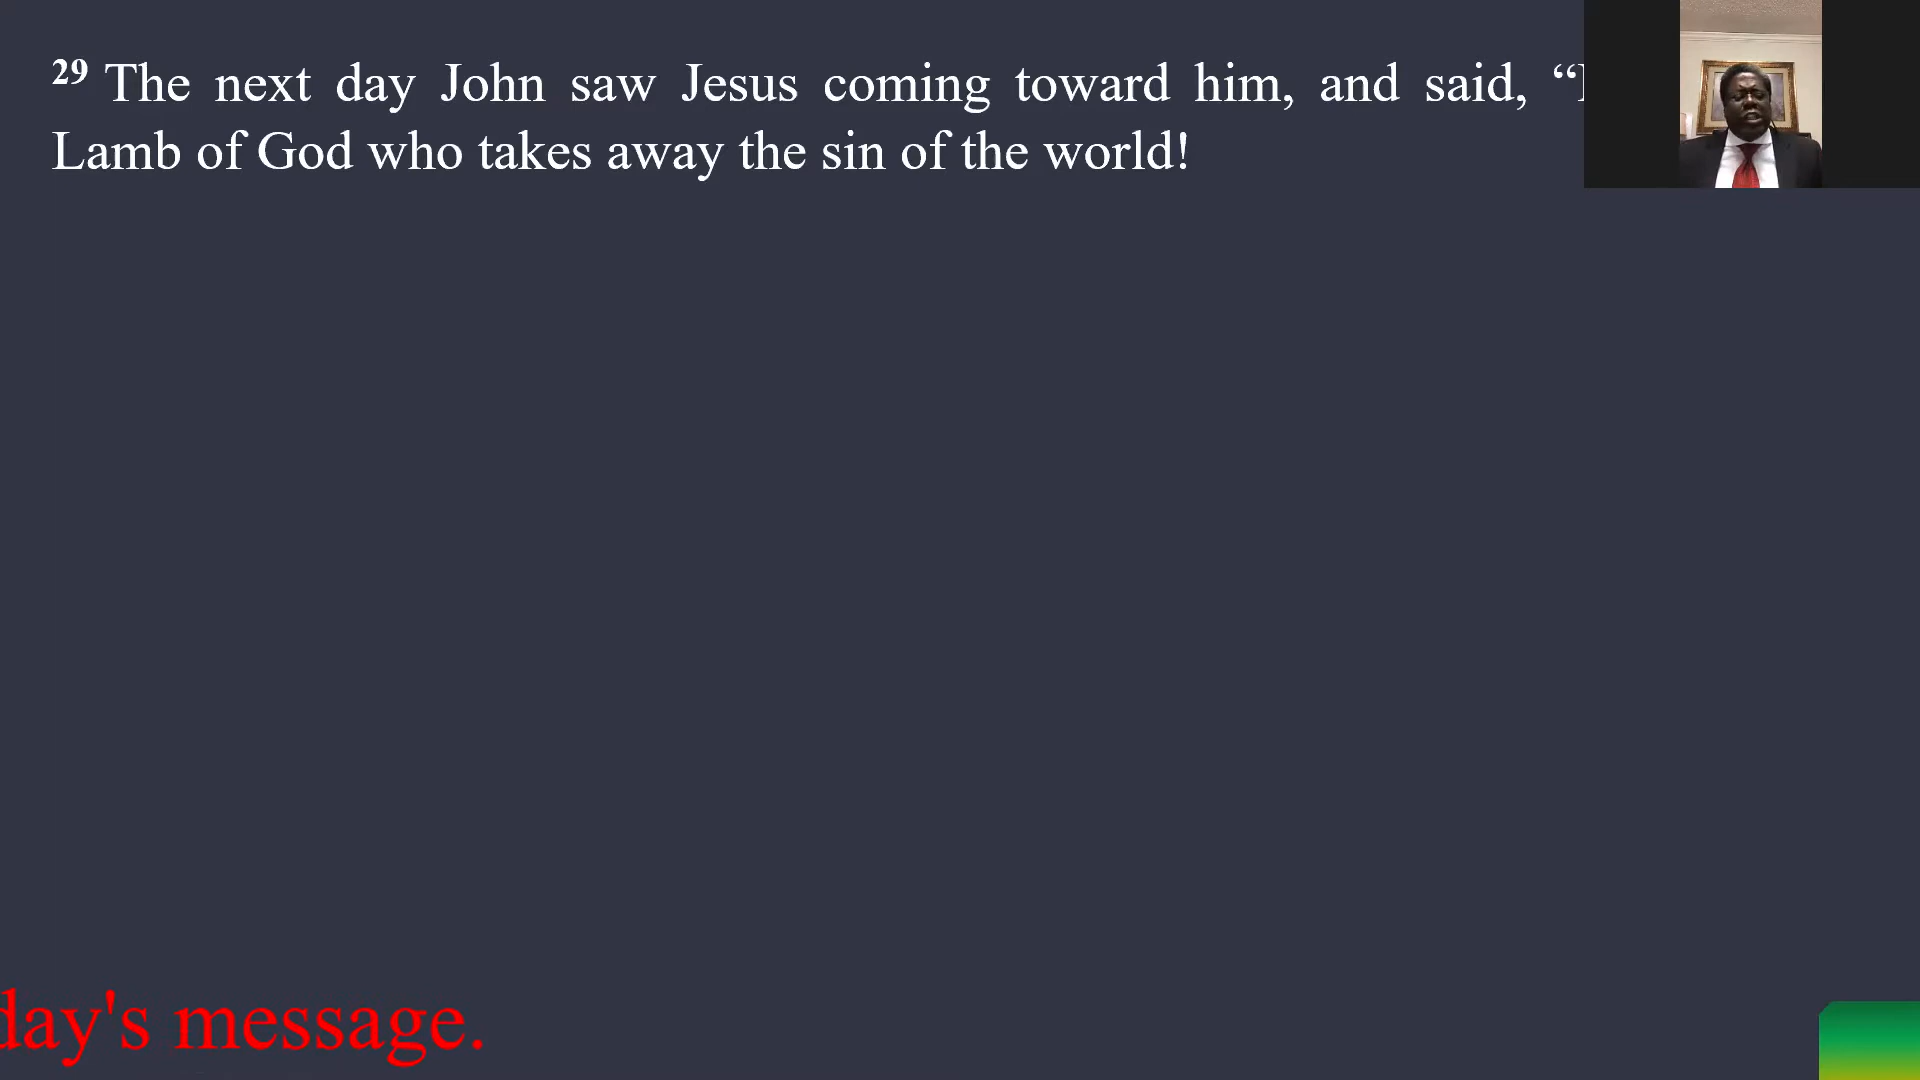 29 The next day John saw Jesus coming toward him, and said, “
Lamb of God who takes away the sin of the world!
day's message.